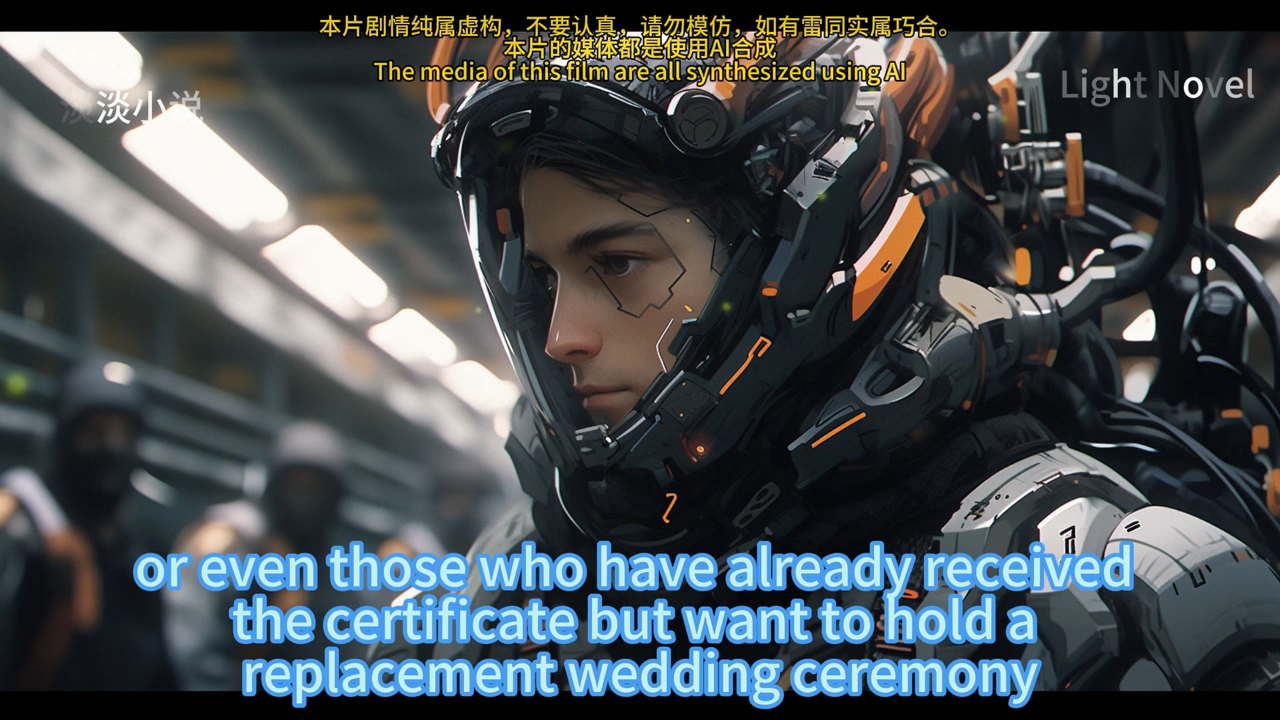 本片剧情纯属虚构，不要认真，请勿模仿，如有雷同实属巧合。
本片的媒体都是使用AI合成
The media of this film are all synthesized using AI
Light Novel
淡淡小说
or even those who have already received
the certificate but want to hold a
replacement wedding ceremony